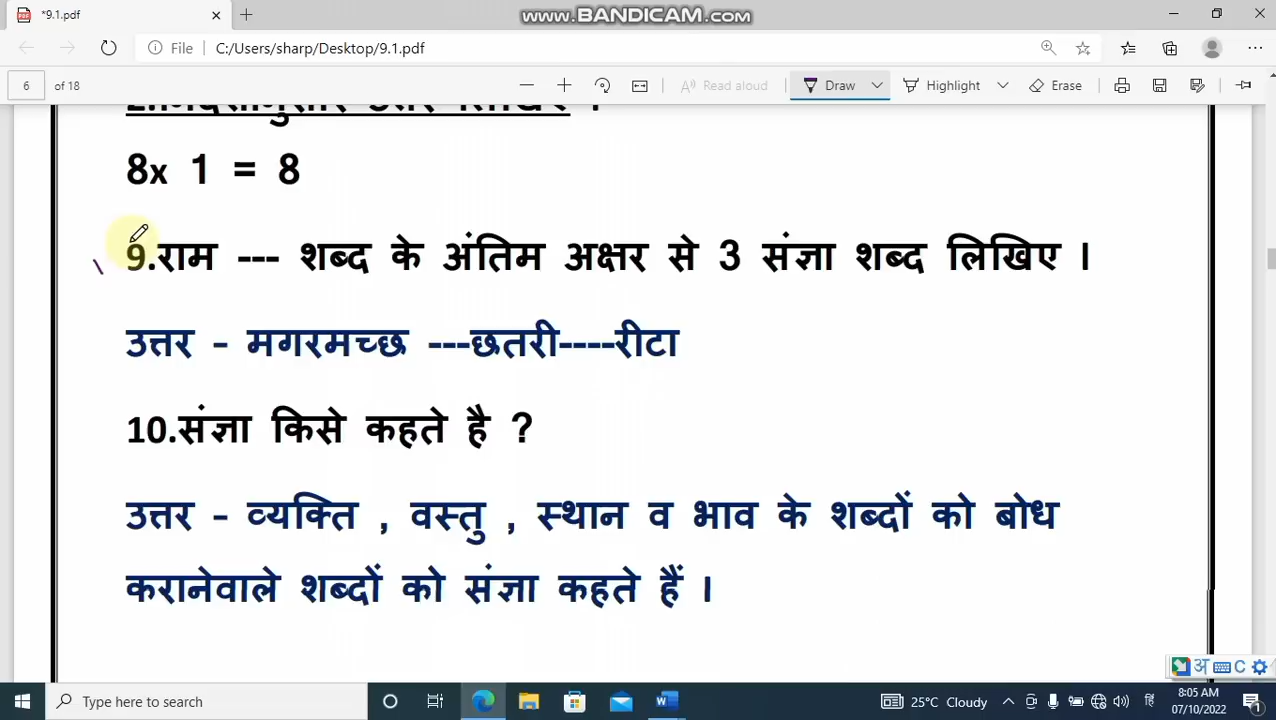 *9.1.pdf
www.BANDICAM.com
File C:/Users/sharp/Desktop/9.1.pdf
6 of 18
Read aloud Draw Highlight Erase
8x 1 = 8
9.राम --- शब्द के अंतिम अक्षर से 3 संज्ञा शब्द लिखिए ।
उत्तर - मगरमच्छ ---छतरी----रीटा
10.संज्ञा किसे कहते है ?
उत्तर - व्यक्ति , वस्तु , स्थान व भाव के शब्दों को बोध
करानेवाले शब्दों को संज्ञा कहते हैं ।
अ
Type here to search
25°C Cloudy
हि
8:05 AM
07/10/2022